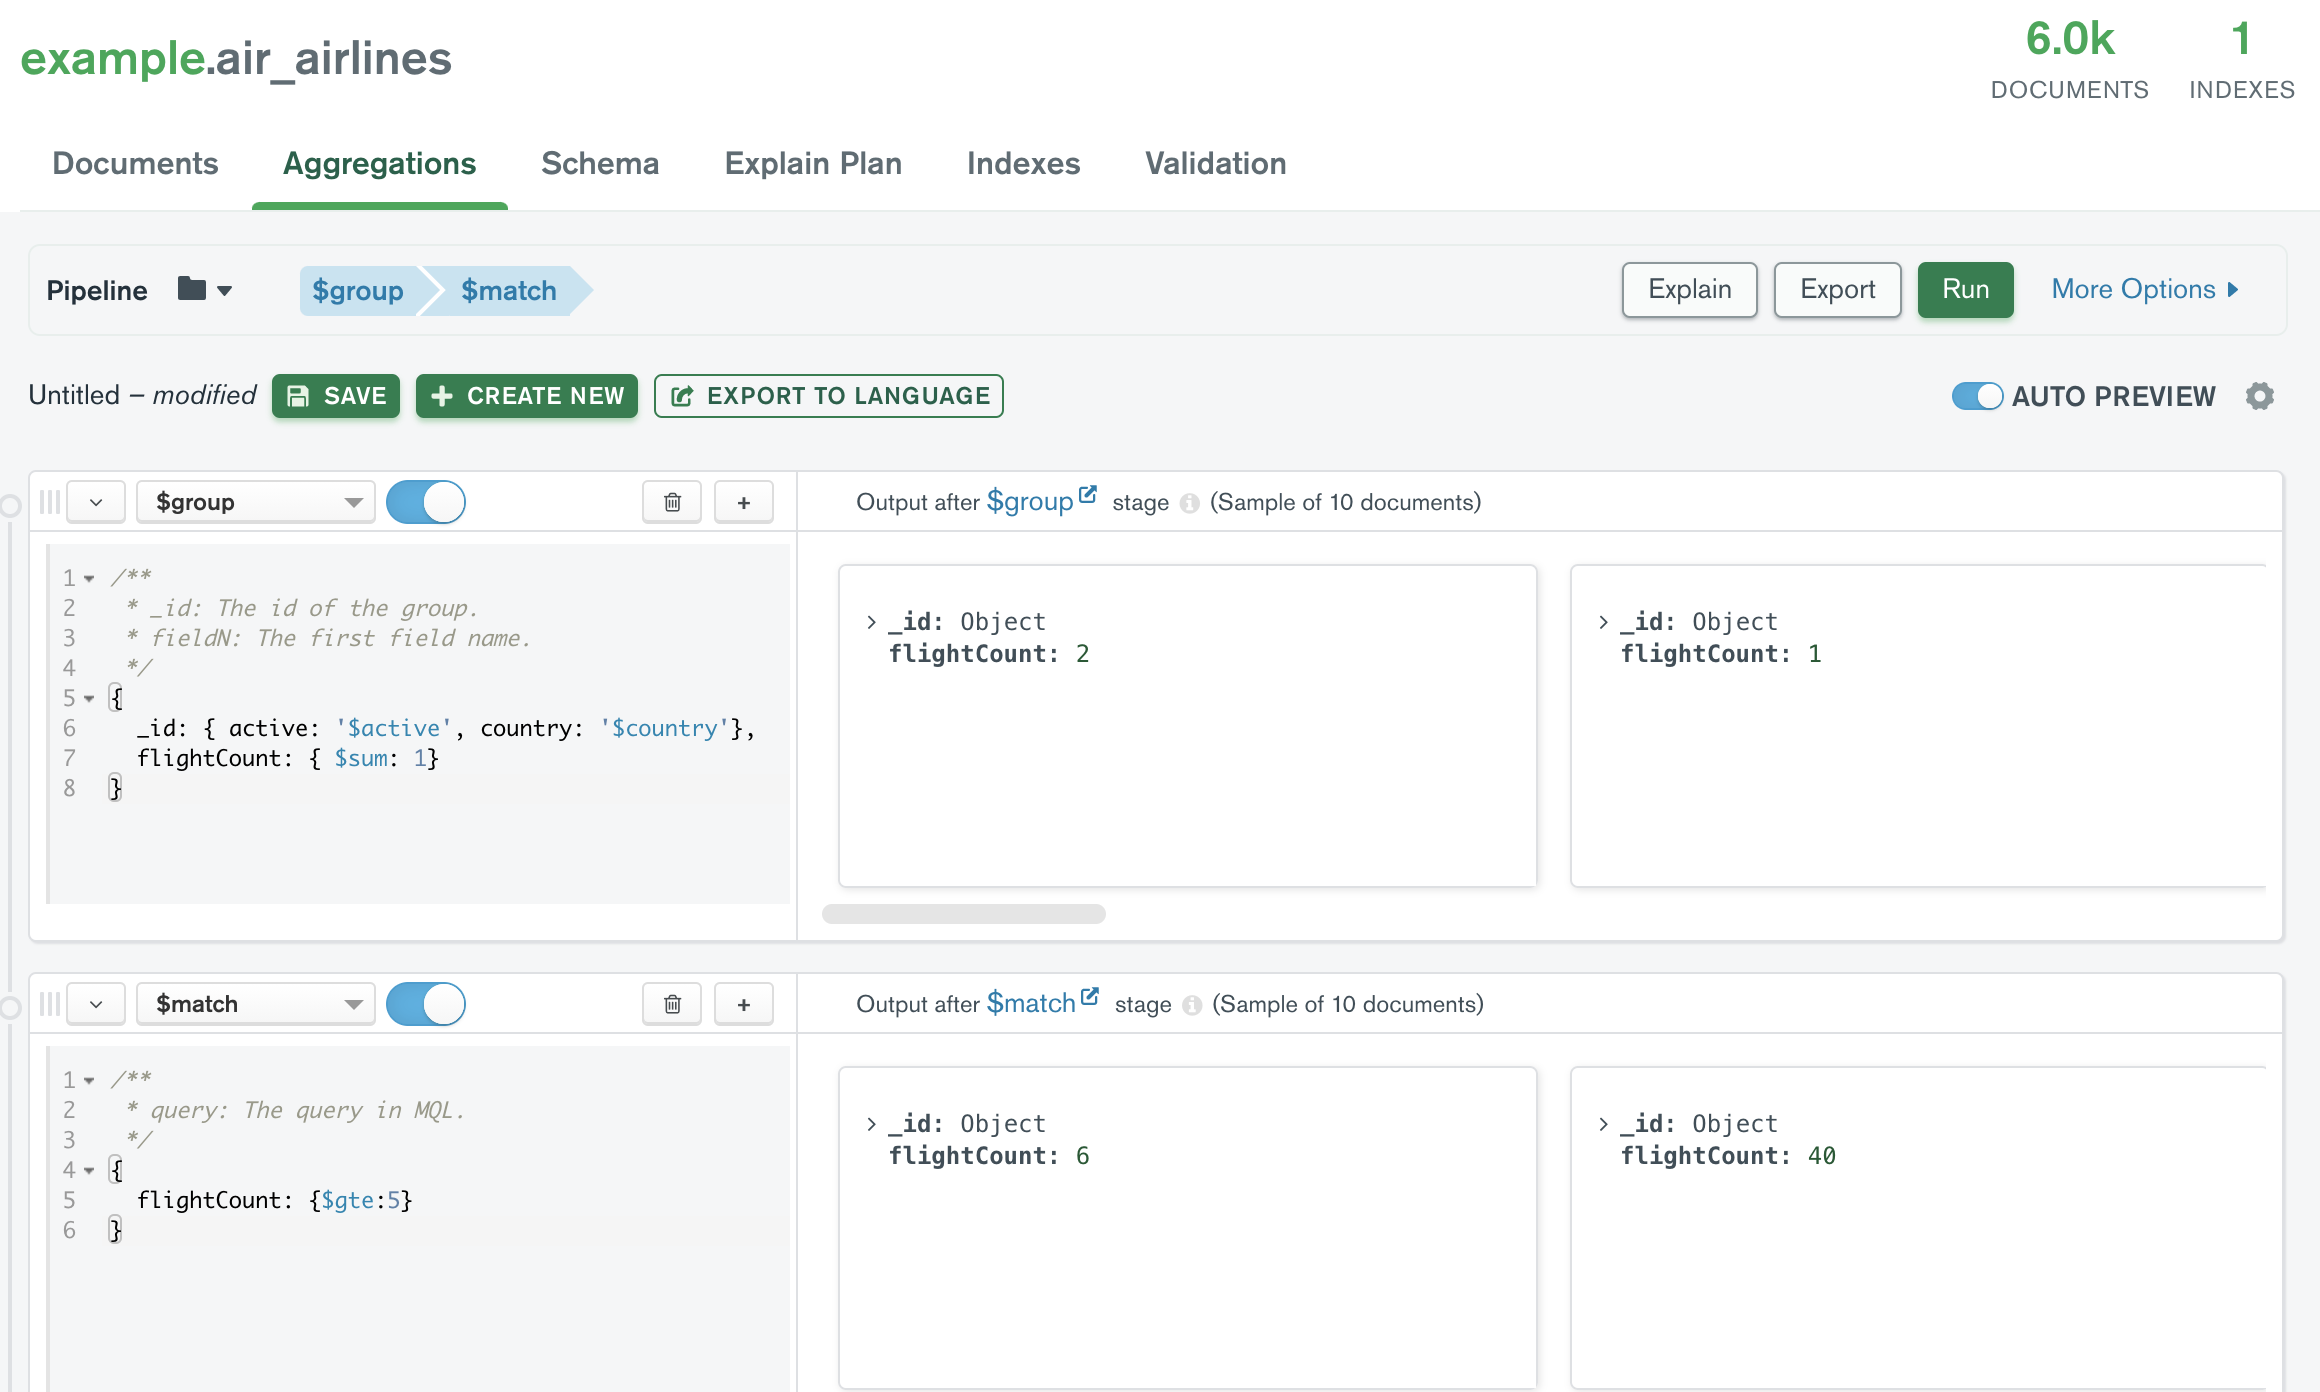 example.air_airlines
6.0k
DOCUMENTS
1
INDEXES
Documents
Aggregations
Schema
Explain Plan
Indexes
Validation
Pipeline
$group
$match
Explain
Export
Run
More Options
Untitled – modified
SAVE
CREATE NEW
EXPORT TO LANGUAGE
AUTO PREVIEW
$group
+
Output after $group stage (Sample of 10 documents)
1 /**
2 * _id: The id of the group.
3 * fieldN: The first field name.
4 */
5 {
6 _id: { active: '$active', country: '$country'},
7 flightCount: { $sum: 1}
8 }
_id: Object
flightCount: 2
_id: Object
flightCount: 1
$match
+
Output after $match stage (Sample of 10 documents)
1 /**
2 * query: The query in MQL.
3 */
4 {
5 flightCount: {$gte:5}
6 }
_id: Object
flightCount: 6
_id: Object
flightCount: 40